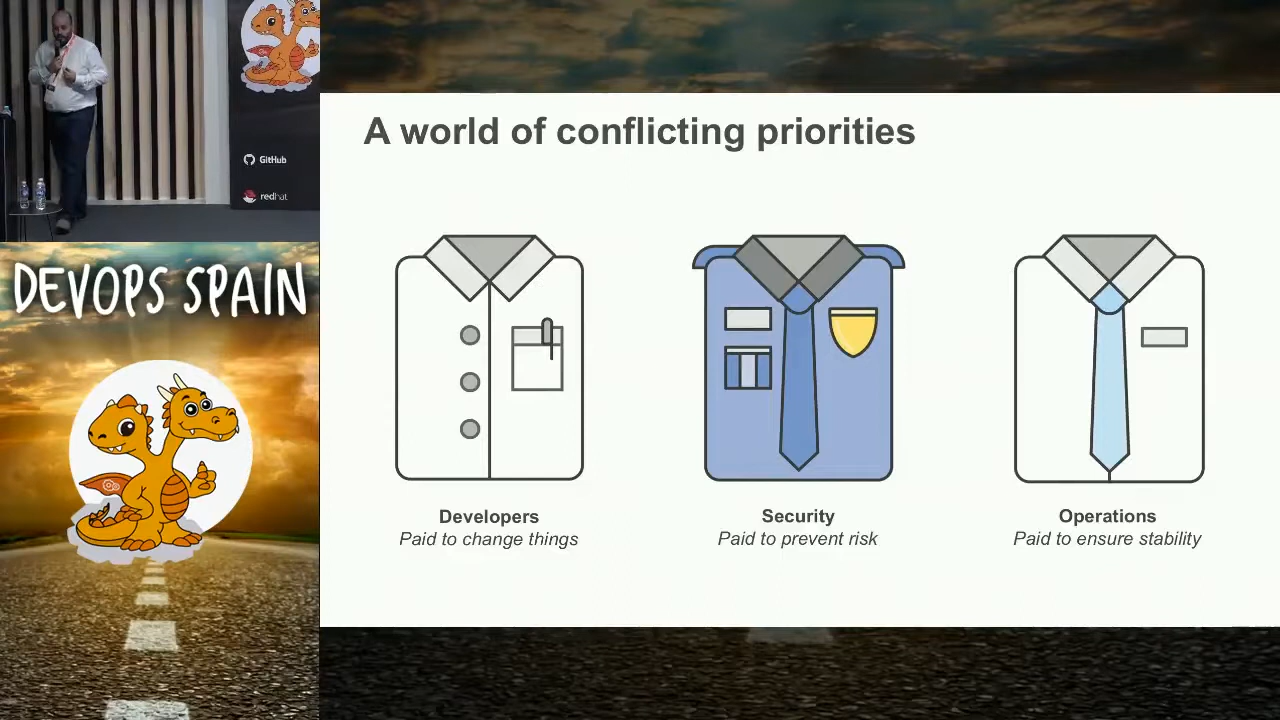 GitHub
redhat
DEVOPS SPAIN
A world of conflicting priorities
Developers
Paid to change things
Security
Paid to prevent risk
Operations
Paid to ensure stability